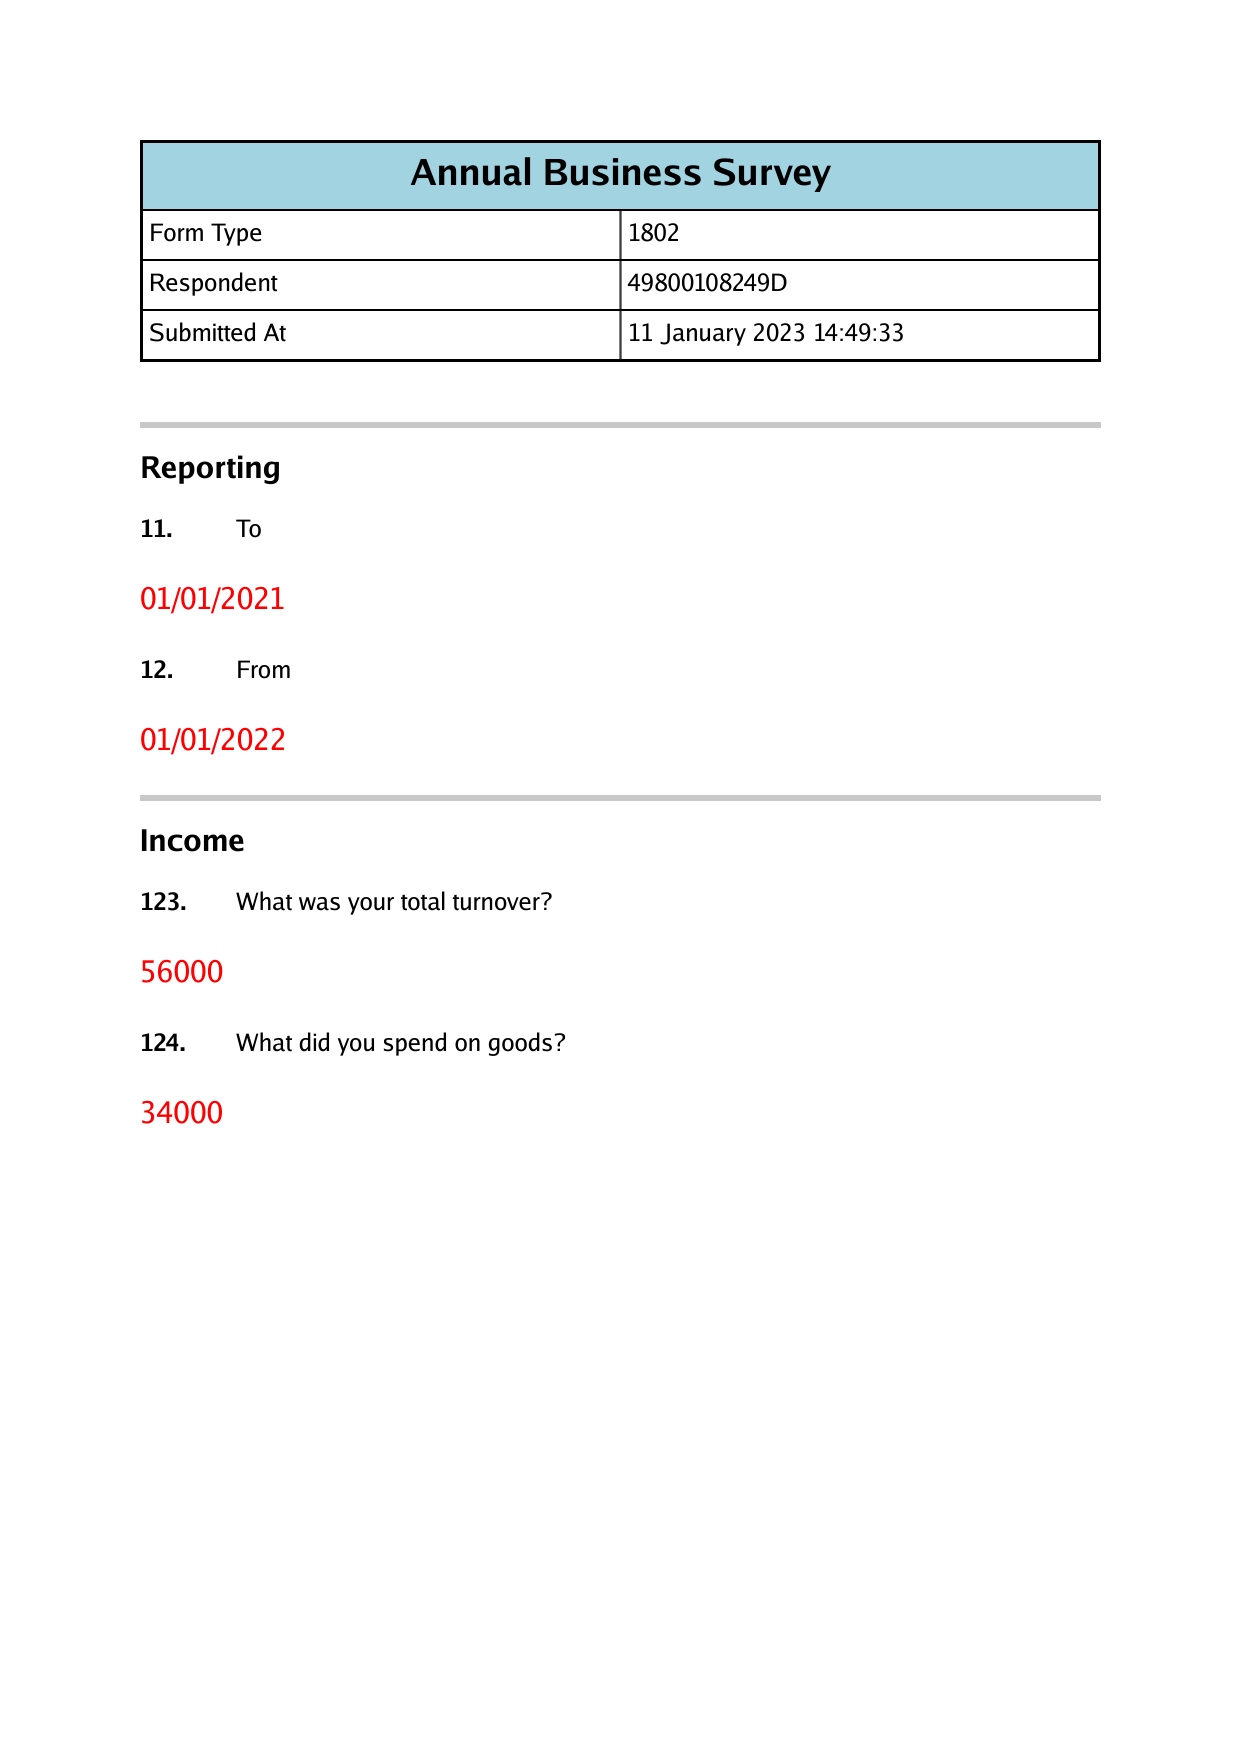 Annual Business Survey
Form Type 1802
Respondent 49800108249D
Submitted At 11 January 2023 14:49:33
Reporting
11. To
01/01/2021
12. From
01/01/2022
Income
123. What was your total turnover?
56000
124. What did you spend on goods?
34000